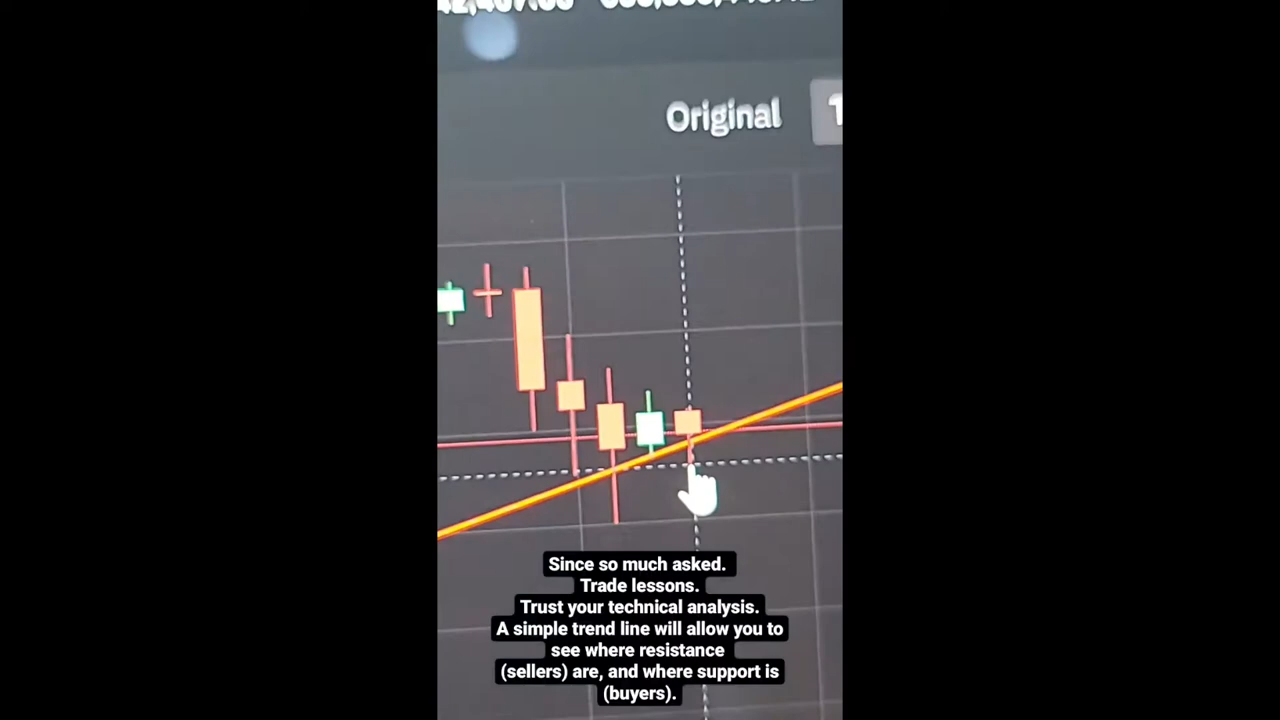 Original
Since so much asked.
Trade lessons.
Trust your technical analysis.
A simple trend line will allow you to
see where resistance
(sellers) are, and where support is
(buyers).